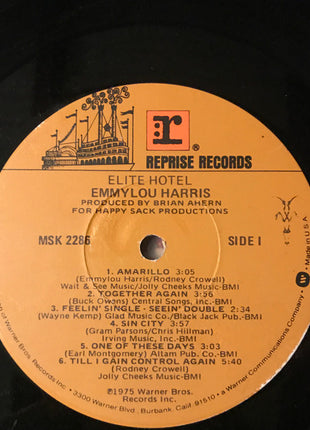 r ®
REPRISE RECORDS
ELITE HOTEL
EMMYLOU HARRIS
PRODUCED BY BRIAN AHERN
FOR HAPPY SACK PRODUCTIONS
MSK 2286
SIDE 1
Made in U.S.A.
1. AMARILLO 3:05
(Emmylou Harris/Rodney Crowell)
Wait & See Music/Jolly Cheeks Music-BMI
2. TOGETHER AGAIN 3:56
(Buck Owens) Central Songs, Inc.-BMI
3. FEELIN' SINGLE - SEEIN' DOUBLE 2:34
(Wayne Kemp) Glad Music Co./Black Jack Pub.-BMI
4. SIN CITY 3:57
(Gram Parsons/Chris Hillman)
Irving Music, Inc.-BMI
5. ONE OF THESE DAYS 3:03
(Earl Montgomery) Altam Pub. Co.-BMI
6. TILL I GAIN CONTROL AGAIN 5:40
(Rodney Crowell)
Jolly Cheeks Music-BMI
℗1975 Warner Bros.
Records Inc.
of Warner Bros. Records Inc. • 3300 Warner Blvd., Burbank, Calif. 91510 • a Warner Communications Company